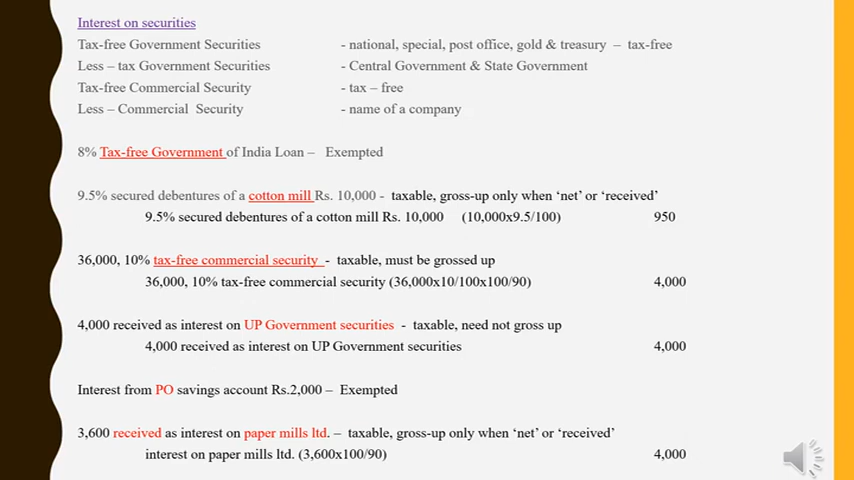 Interest on securities
Tax-free Government Securities - national, special, post office, gold & treasury – tax-free
Less – tax Government Securities - Central Government & State Government
Tax-free Commercial Security - tax – free
Less – Commercial Security - name of a company
8% Tax-free Government of India Loan – Exempted
9.5% secured debentures of a cotton mill Rs. 10,000 - taxable, gross-up only when ‘net’ or ‘received’
9.5% secured debentures of a cotton mill Rs. 10,000 (10,000x9.5/100) 950
36,000, 10% tax-free commercial security - taxable, must be grossed up
36,000, 10% tax-free commercial security (36,000x10/100x100/90) 4,000
4,000 received as interest on UP Government securities - taxable, need not gross up
4,000 received as interest on UP Government securities 4,000
Interest from PO savings account Rs.2,000 – Exempted
3,600 received as interest on paper mills ltd. – taxable, gross-up only when ‘net’ or ‘received’
interest on paper mills ltd. (3,600x100/90) 4,000